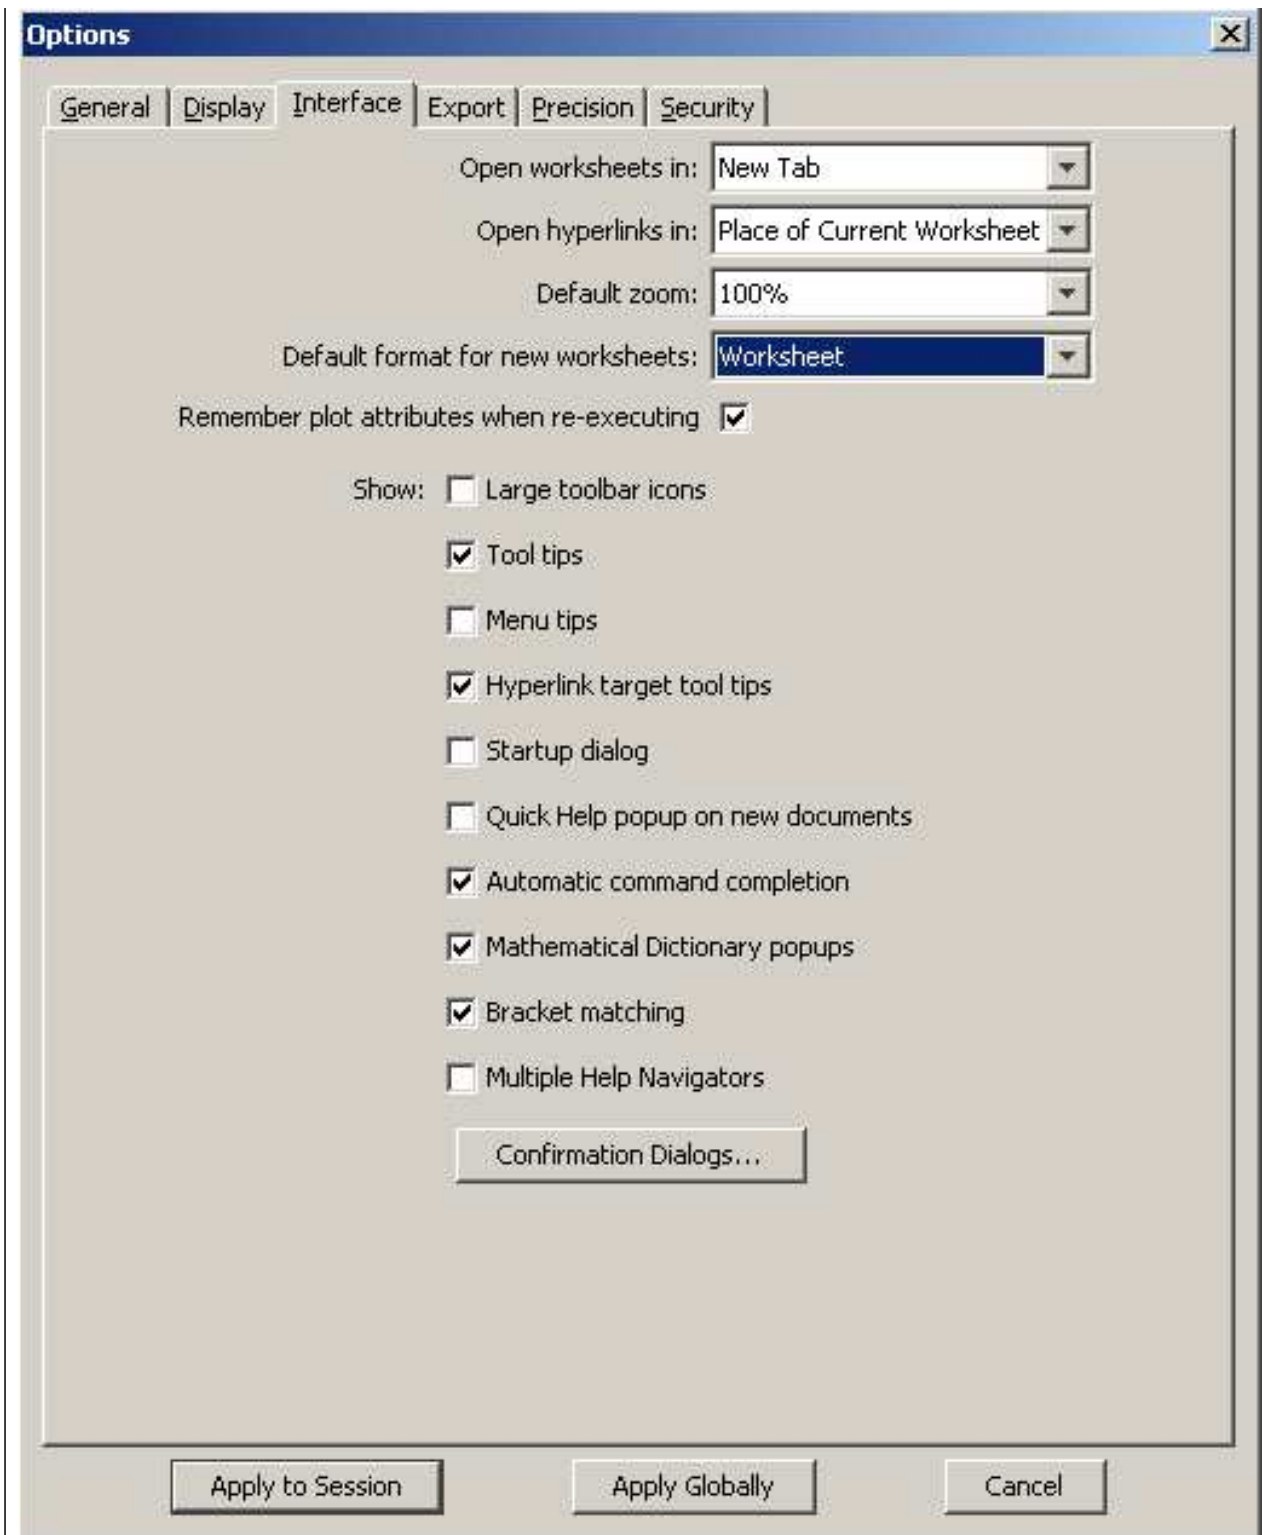 Options
General Display Interface Export Precision Security
Open worksheets in: New Tab
Open hyperlinks in: Place of Current Worksheet
Default zoom: 100%
Default format for new worksheets: Worksheet
Remember plot attributes when re-executing
Show: Large toolbar icons
Tool tips
Menu tips
Hyperlink target tool tips
Startup dialog
Quick Help popup on new documents
Automatic command completion
Mathematical Dictionary popups
Bracket matching
Multiple Help Navigators
Confirmation Dialogs...
Apply to Session Apply Globally Cancel